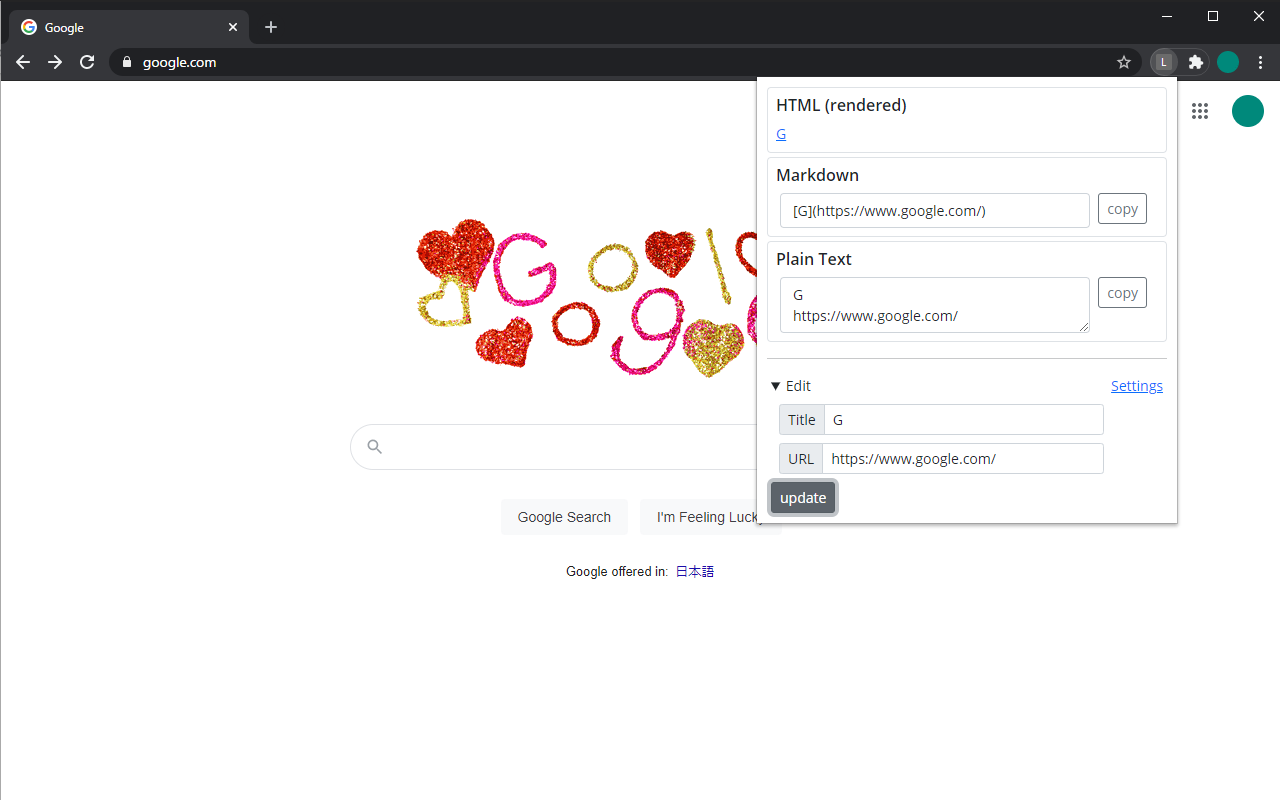 Google
google.com
L
HTML (rendered)
G
Markdown
[G](https://www.google.com/)
copy
Plain Text
G
https://www.google.com/
copy
Edit
Settings
Title
G
URL
https://www.google.com/
update
Google Search
I'm Feeling Lucky
Google offered in: 日本語